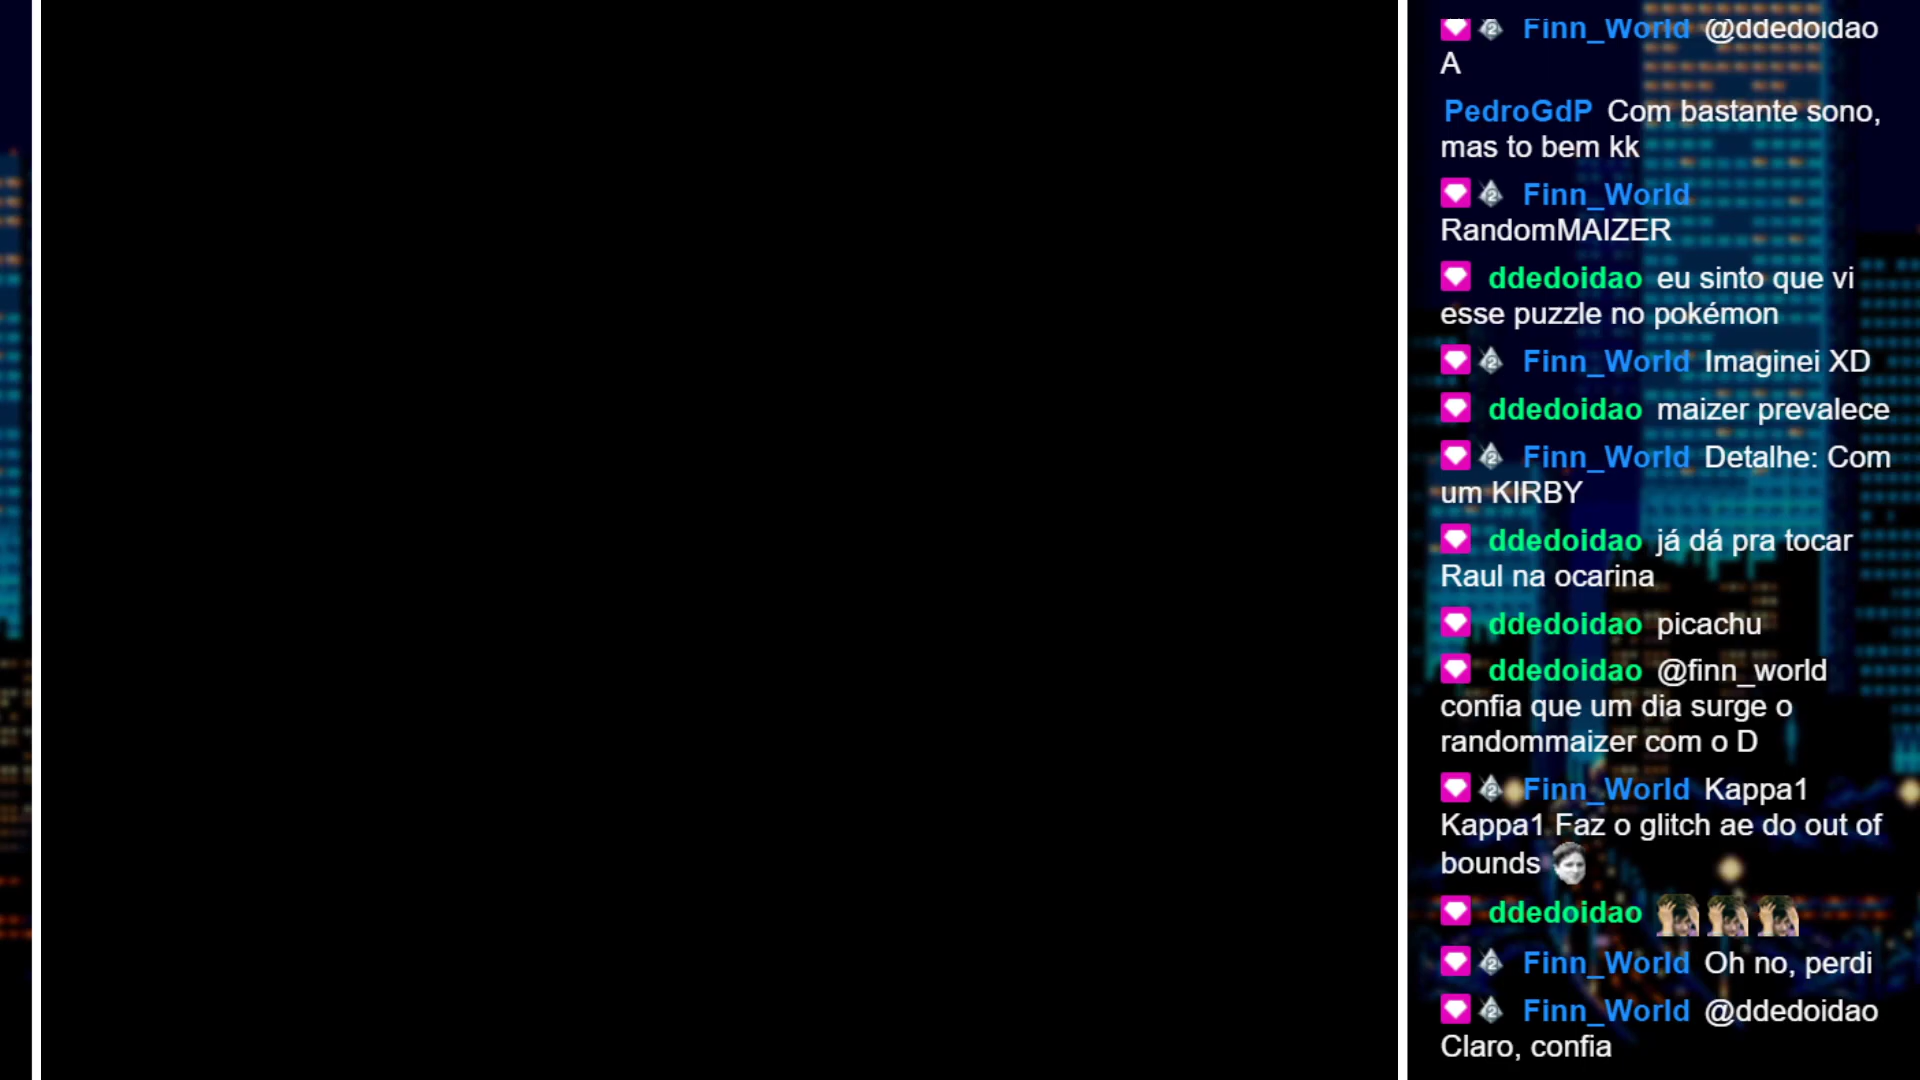 Finn_World @ddedoidao
A
PedroGdP Com bastante sono,
mas to bem kk
Finn_World
RandomMAIZER
ddedoidao eu sinto que vi
esse puzzle no pokémon
Finn_World Imaginei XD
ddedoidao maizer prevalece
Finn_World Detalhe: Com
um KIRBY
ddedoidao já dá pra tocar
Raul na ocarina
ddedoidao picachu
ddedoidao @finn_world
confia que um dia surge o
randommaizer com o D
Finn_World Kappa1
Kappa1 Faz o glitch ae do out of
bounds
ddedoidao
Finn_World Oh no, perdi
Finn_World @ddedoidao
Claro, confia